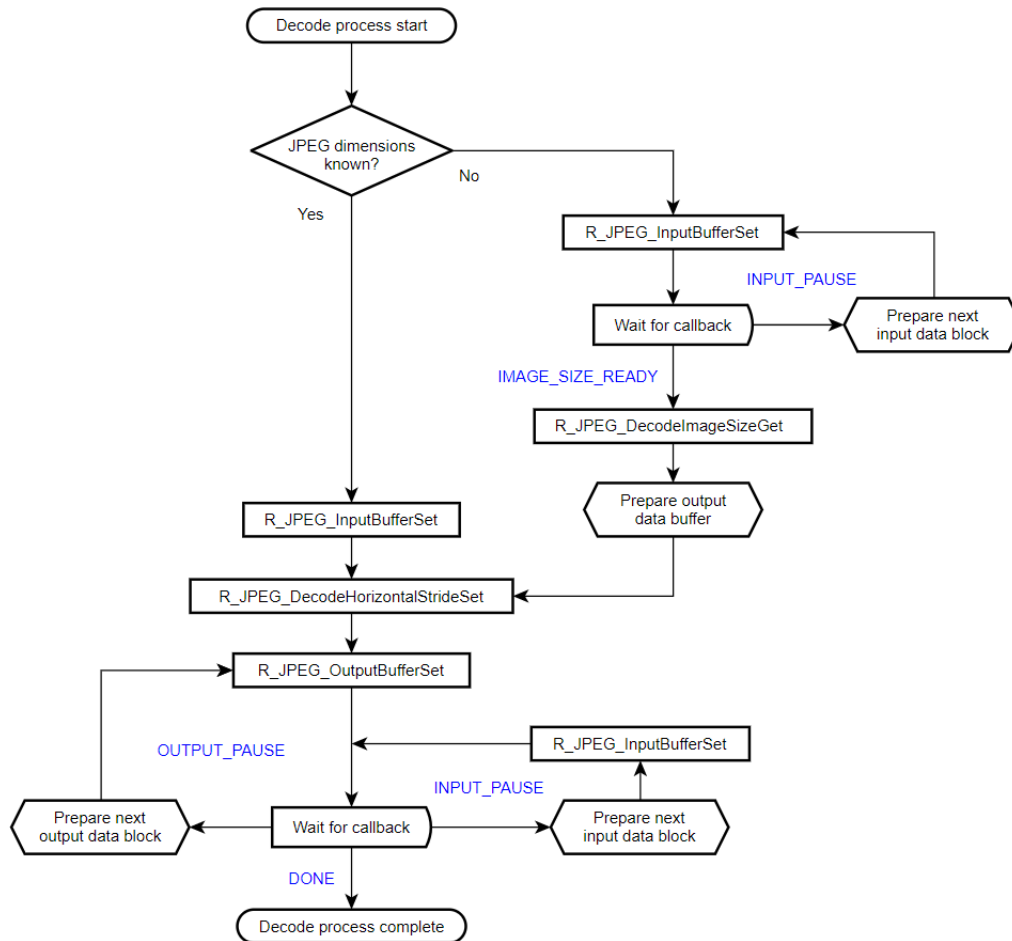 Decode process start
JPEG dimensions
known?
No
Yes
R_JPEG_InputBufferSet
INPUT_PAUSE
Wait for callback
Prepare next
input data block
IMAGE_SIZE_READY
R_JPEG_DecodeImageSizeGet
Prepare output
data buffer
R_JPEG_InputBufferSet
R_JPEG_DecodeHorizontalStrideSet
R_JPEG_OutputBufferSet
OUTPUT_PAUSE
R_JPEG_InputBufferSet
INPUT_PAUSE
Prepare next
output data block
Wait for callback
Prepare next
input data block
DONE
Decode process complete